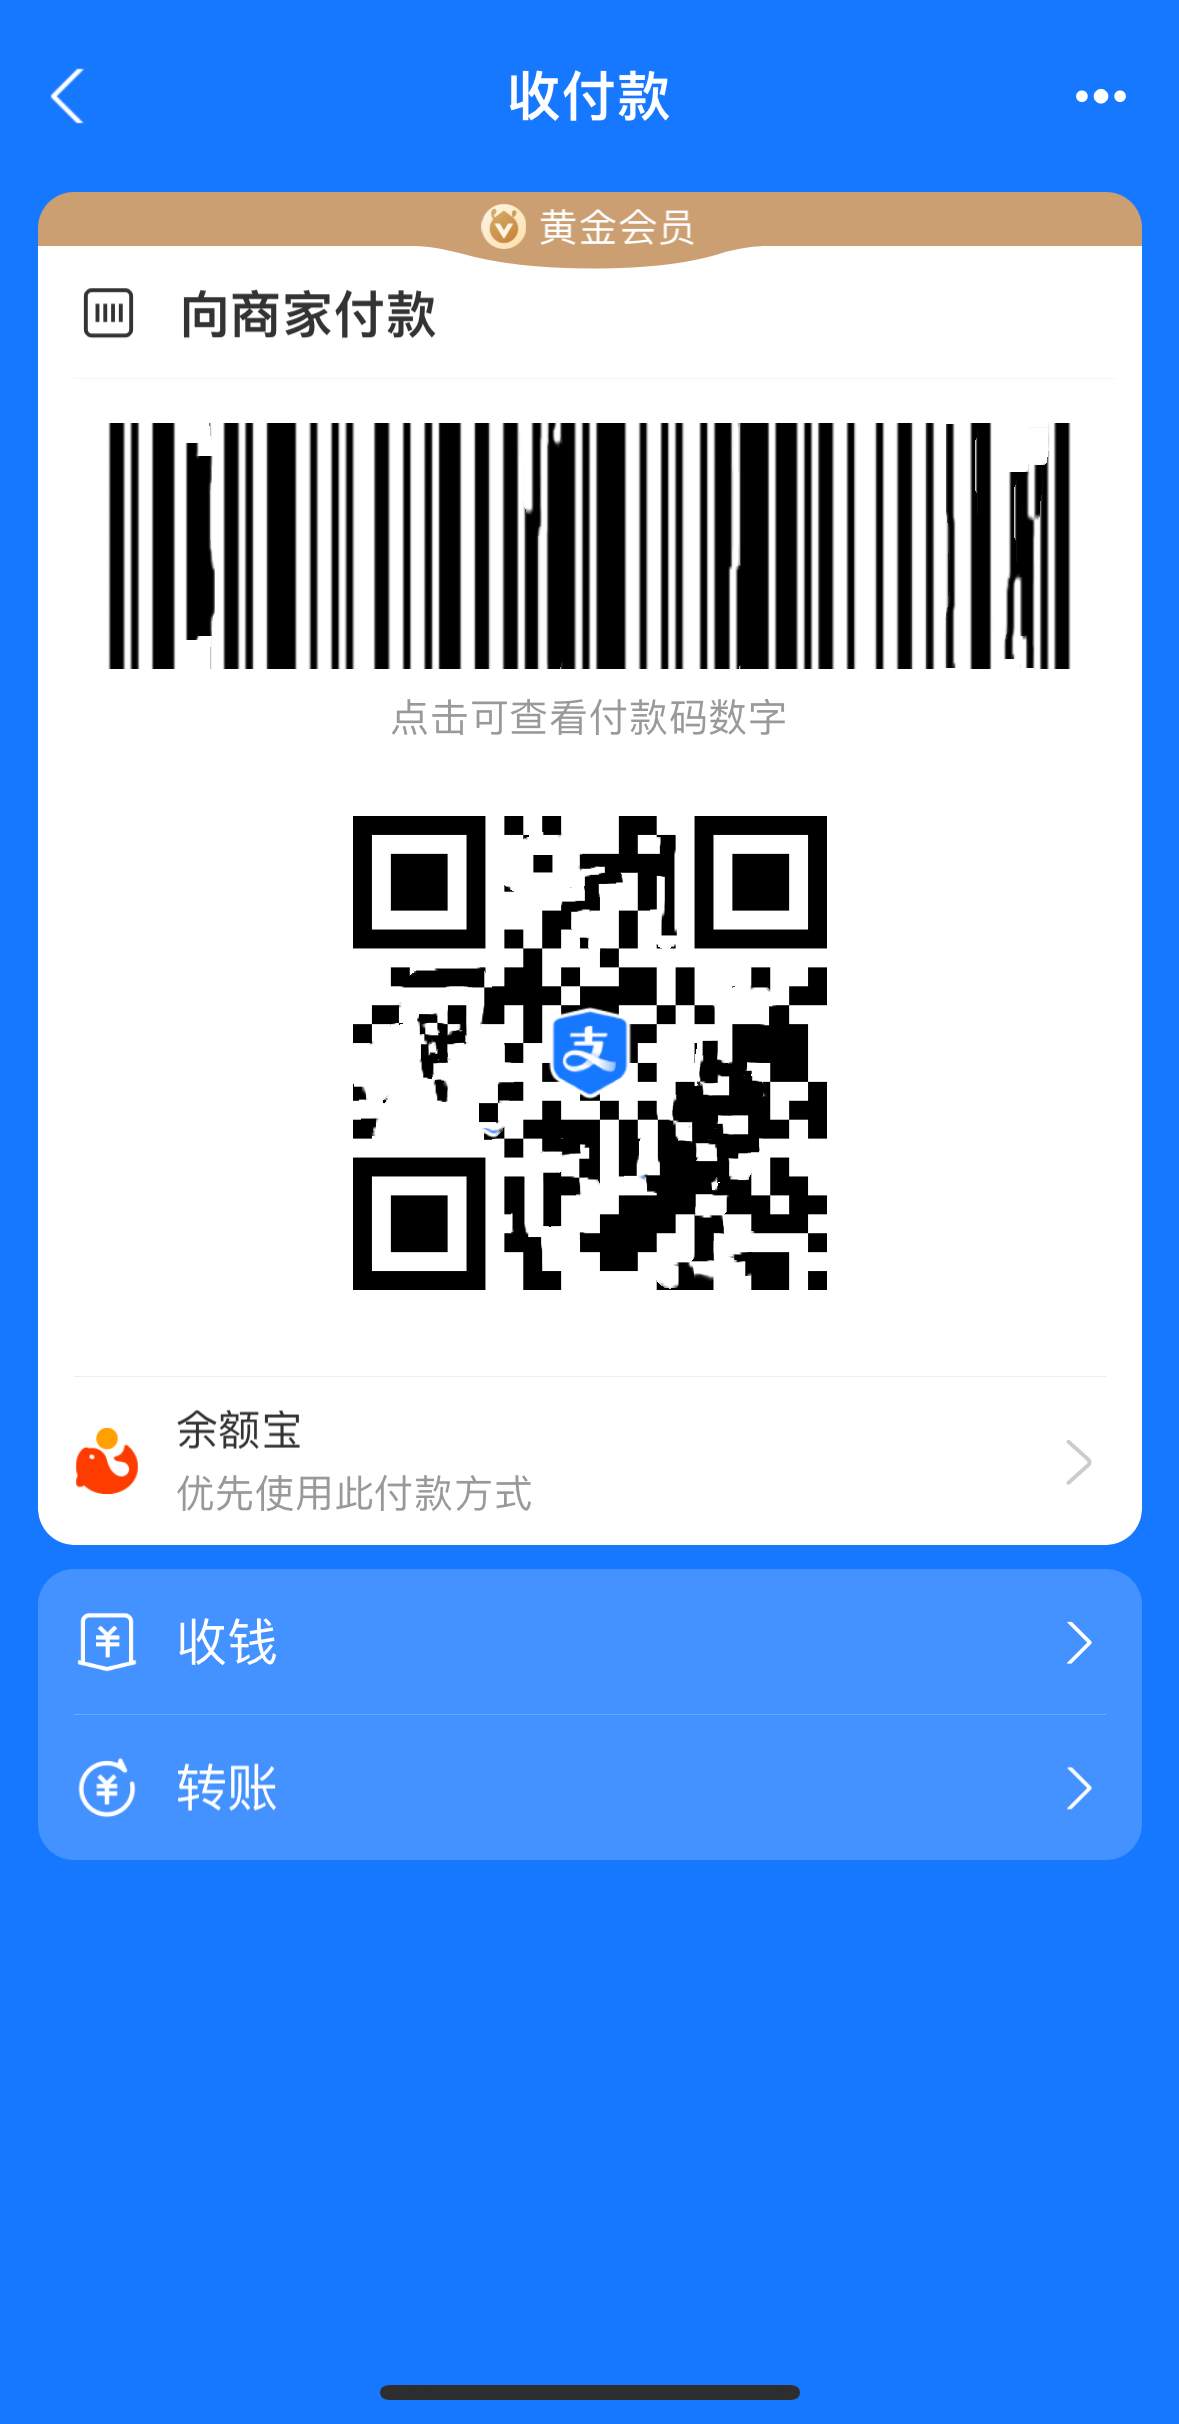 收付款
黄金会员
向商家付款
点击可查看付款码数字
支
余额宝
优先使用此付款方式
收钱
转账